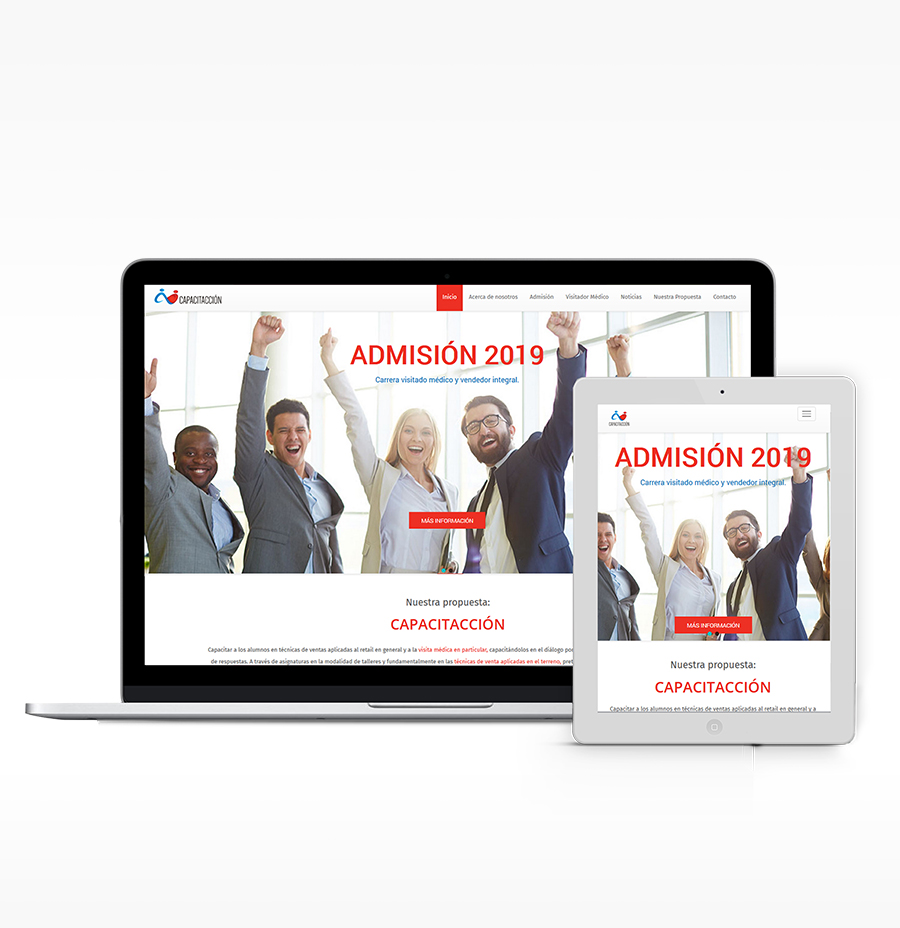 CAPACITACCIÓN
Inicio Acerca de nosotros Admisión Visitador Médico Noticias Nuestra Propuesta Contacto
ADMISIÓN 2019
Carrera visitado médico y vendedor integral.
MÁS INFORMACIÓN
Nuestra propuesta:
CAPACITACCIÓN
Capacitar a los alumnos en técnicas de ventas aplicadas al retail en general y a la visita médica en particular, capacitándolos en el diálogo
de respuestas. A través de asignaturas en la modalidad de talleres y fundamentalmente en las técnicas de venta aplicadas en el terreno,
CAPACITACCIÓN
ADMISIÓN 2019
Carrera visitado médico y vendedor integral.
MÁS INFORMACIÓN
Nuestra propuesta:
CAPACITACCIÓN
Capacitar a los alumnos en técnicas de ventas aplicadas al retail en general y a